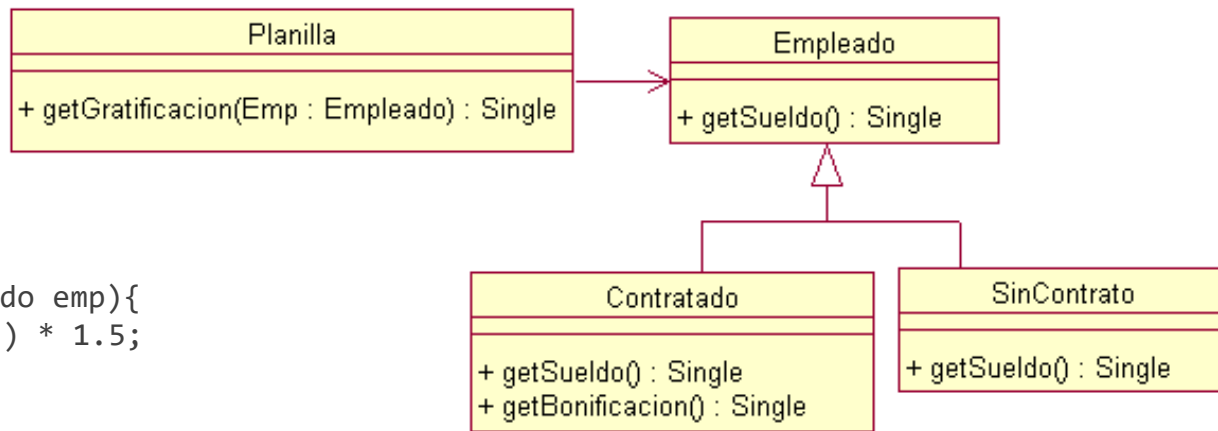 Planilla
+ getGratificacion(Emp : Empleado) : Single
Empleado
+ getSueldo() : Single
do emp){
) * 1.5;
Contratado
+ getSueldo() : Single
+ getBonificacion() : Single
SinContrato
+ getSueldo() : Single